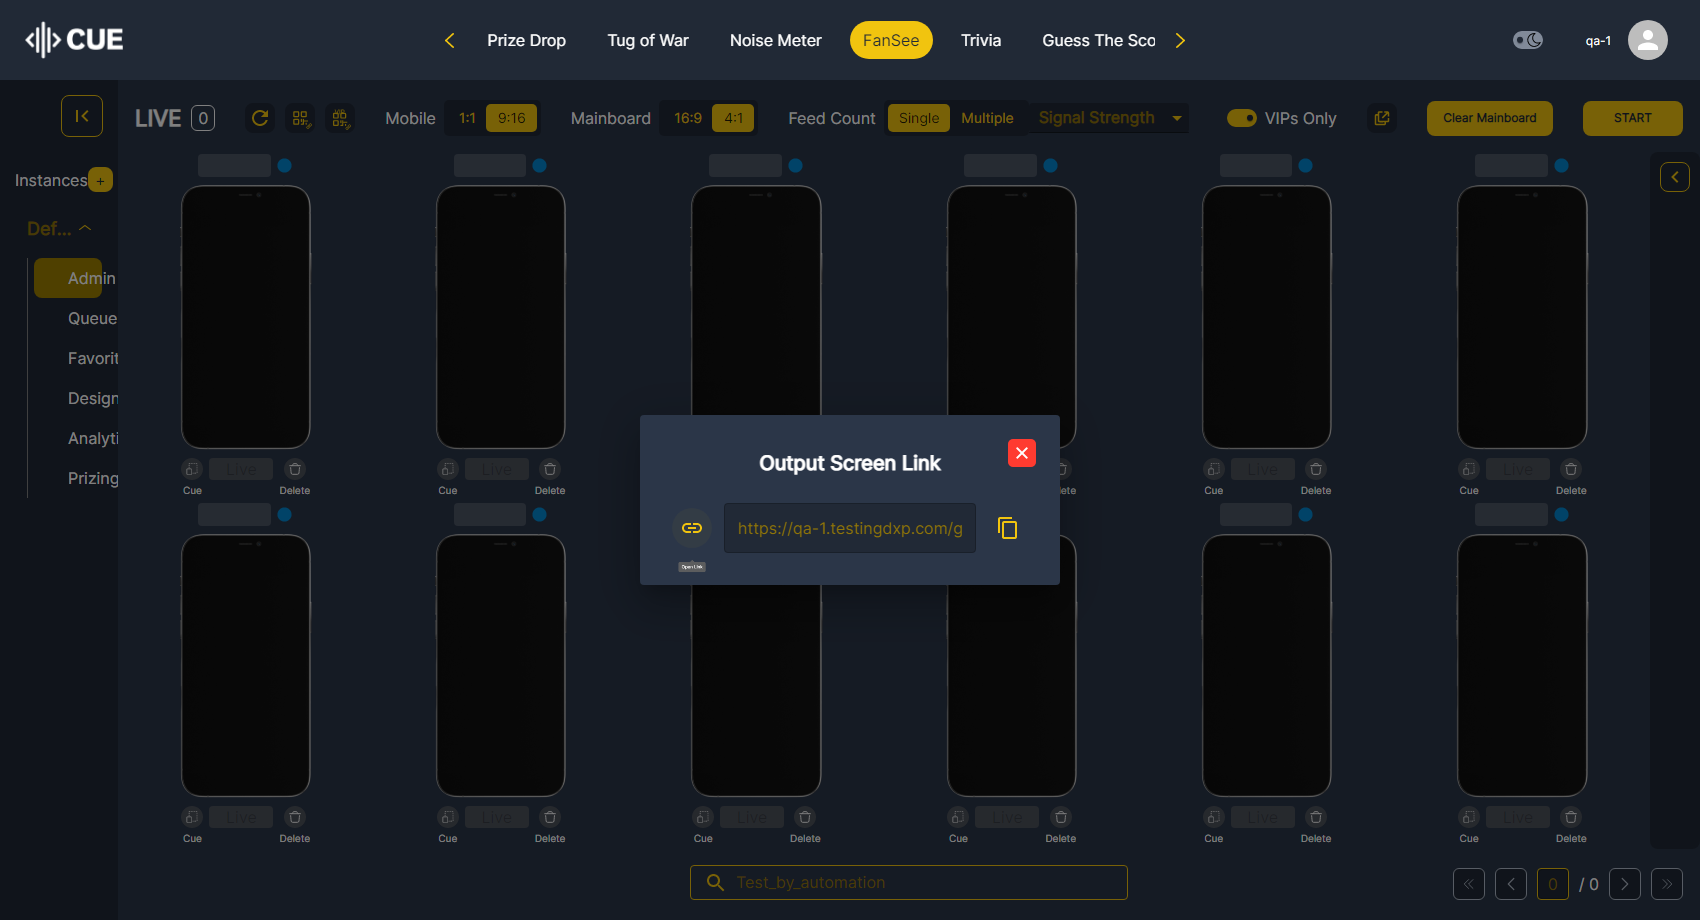 CUE
Prize Drop
Tug of War
Noise Meter
FanSee
Trivia
Guess The Sco
qa-1
LIVE 0
Mobile 1:1 9:16
Mainboard 16:9 4:1
Feed Count Single Multiple
Signal Strength
VIPs Only
Clear Mainboard
START
Instances +
Def...
Admin
Queue
Favorit
Design
Analyti
Prizing
Live Live Live Live
Cue Delete Cue Delete ete Cue Delete Cue Delete
Output Screen Link
https://qa-1.testingdxp.com/g
Open Link
Live Live Live Live Live Live
Cue Delete Cue Delete Cue Delete Cue Delete Cue Delete Cue Delete
Test_by_automation
0 / 0